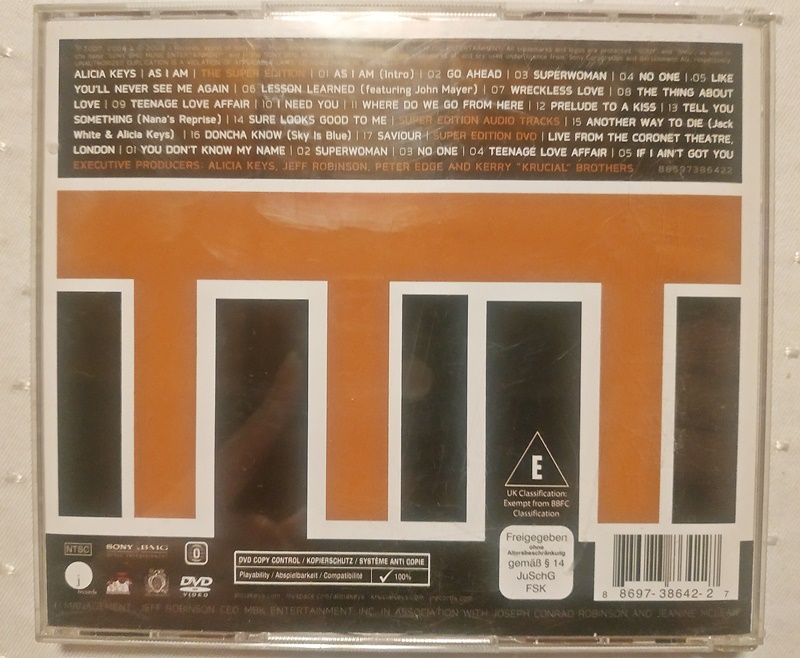 ALICIA KEYS | AS I AM | THE SUPER EDITION | 01 AS I AM (Intro) | 02 GO AHEAD | 03 SUPERWOMAN | 04 NO ONE |.05 LIKE
YOU'LL NEVER SEE ME AGAIN | 06 LESSON LEARNED (featuring John Mayer) | 07 WRECKLESS LOVE | 08 THE THING ABOUT
LOVE | 09 TEENAGE LOVE AFFAIR | 10 I NEED YOU | 11 WHERE DO WE GO FROM HERE | 12 PRELUDE TO A KISS | 13 TELL YOU
SOMETHING (Nana's Reprise) | 14 SURE LOOKS GOOD TO ME | SUPER EDITION AUDIO TRACKS | 15 ANOTHER WAY TO DIE (Jack
White & Alicia Keys) | 16 DONCHA KNOW (Sky Is Blue) | 17 SAVIOUR | SUPER EDITION DVD | LIVE FROM THE CORONET THEATRE,
LONDON | 01 YOU DON'T KNOW MY NAME | 02 SUPERWOMAN | 03 NO ONE | 04 TEENAGE LOVE AFFAIR | 05 IF I AIN'T GOT YOU
EXECUTIVE PRODUCERS: ALICIA KEYS, JEFF ROBINSON, PETER EDGE AND KERRY "KRUCIAL" BROTHERS 88697386422
E
UK Classification:
Exempt from BBFC
Classification
Freigegeben
ohne
Altersbeschränkung
gemäß § 14
JuSchG
FSK
NTSC
SONY BMG
0
DVD COPY CONTROL / KOPIERSCHUTZ / SYSTÈME ANTI COPIE
Playability / Abspielbarkeit / Compatibilité ✓ 100%
j
records
DVD
VIDEO
8 8697-38642-2 7
MANAGEMENT: JEFF ROBINSON CEO MBK ENTERTAINMENT INC. IN ASSOCIATION WITH JOSEPH CONRAD ROBINSON AND JEANINE MCLEAN